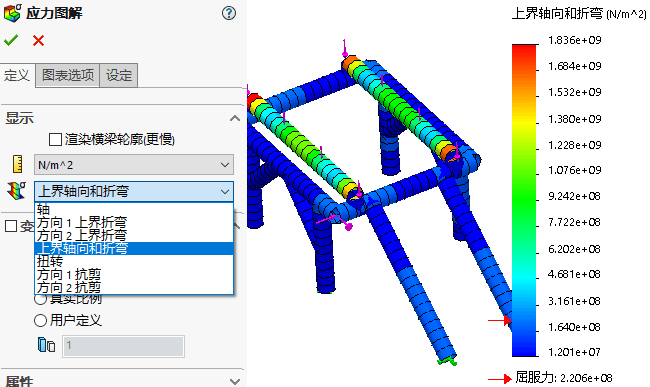 应力图解
定义
图表选项
设定
显示
渲染横梁轮廓(更慢)
N/m^2
上界轴向和折弯
轴
方向 1 上界折弯
方向 2 上界折弯
上界轴向和折弯
扭转
方向 1 抗剪
方向 2 抗剪
变
真实比例
用户定义
1
属性
上界轴向和折弯 (N/m^2)
1.836e+09
1.684e+09
1.532e+09
1.380e+09
1.228e+09
1.076e+09
9.242e+08
7.722e+08
6.202e+08
4.681e+08
3.161e+08
1.640e+08
1.201e+07
屈服力: 2.206e+08